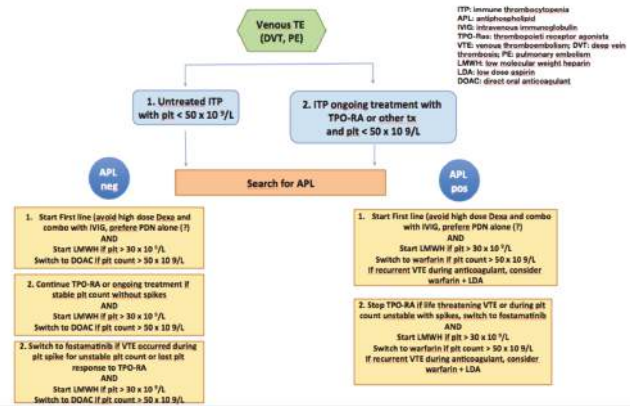 Venous TE
(DVT, PE)
ITP: immune thrombocytopenia
APL: antiphospholipid
IVIG: intravenous immunoglobulin
TPO-Ras: thrombopoieti receptor agonists
VTE: venous thromboembolism; DVT: deep vein
thrombosis; PE: pulmonary embolism
LMWH: low molecular weight heparin
LDA: low dose aspirin
DOAC: direct oral anticoagulant
1. Untreated ITP
with plt < 50 x 10 ⁹/L
2. ITP ongoing treatment with
TPO-RA or other tx
and plt < 50 x 10 9/L
APL
neg
Search for APL
APL
pos
1. Start First line (avoid high dose Dexa and
combo with IVIG, prefere PDN alone (?)
AND
Start LMWH if plt > 30 x 10 ⁹/L
Switch to DOAC if plt count > 50 x 10 9/L
2. Continue TPO-RA or ongoing treatment if
stable plt count without spikes
AND
Start LMWH if plt > 30 x 10 ⁹/L
Switch to DOAC if plt count > 50 x 10 9/L
2. Switch to fostamatinib if VTE occurred during
plt spike for unstable plt count or lost plt
response to TPO-RA
AND
Start LMWH if plt > 30 x 10 ⁹/L
Switch to DOAC if plt count > 50 x 10 9/L
1. Start First line (avoid high dose Dexa and combo
with IVIG, prefere PDN alone (?)
AND
Start LMWH if plt > 30 x 10 ⁹/L
Switch to warfarin if plt count > 50 x 10 9/L
If recurrent VTE during anticoagulant, consider
warfarin + LDA
2. Stop TPO-RA if life threatening VTE or during plt
count unstable with spikes, switch to fostamatinib
AND
Start LMWH if plt > 30 x 10 ⁹/L
Switch to warfarin if plt count > 50 x 10 9/L
If recurrent VTE during anticoagulant, consider
warfarin + LDA